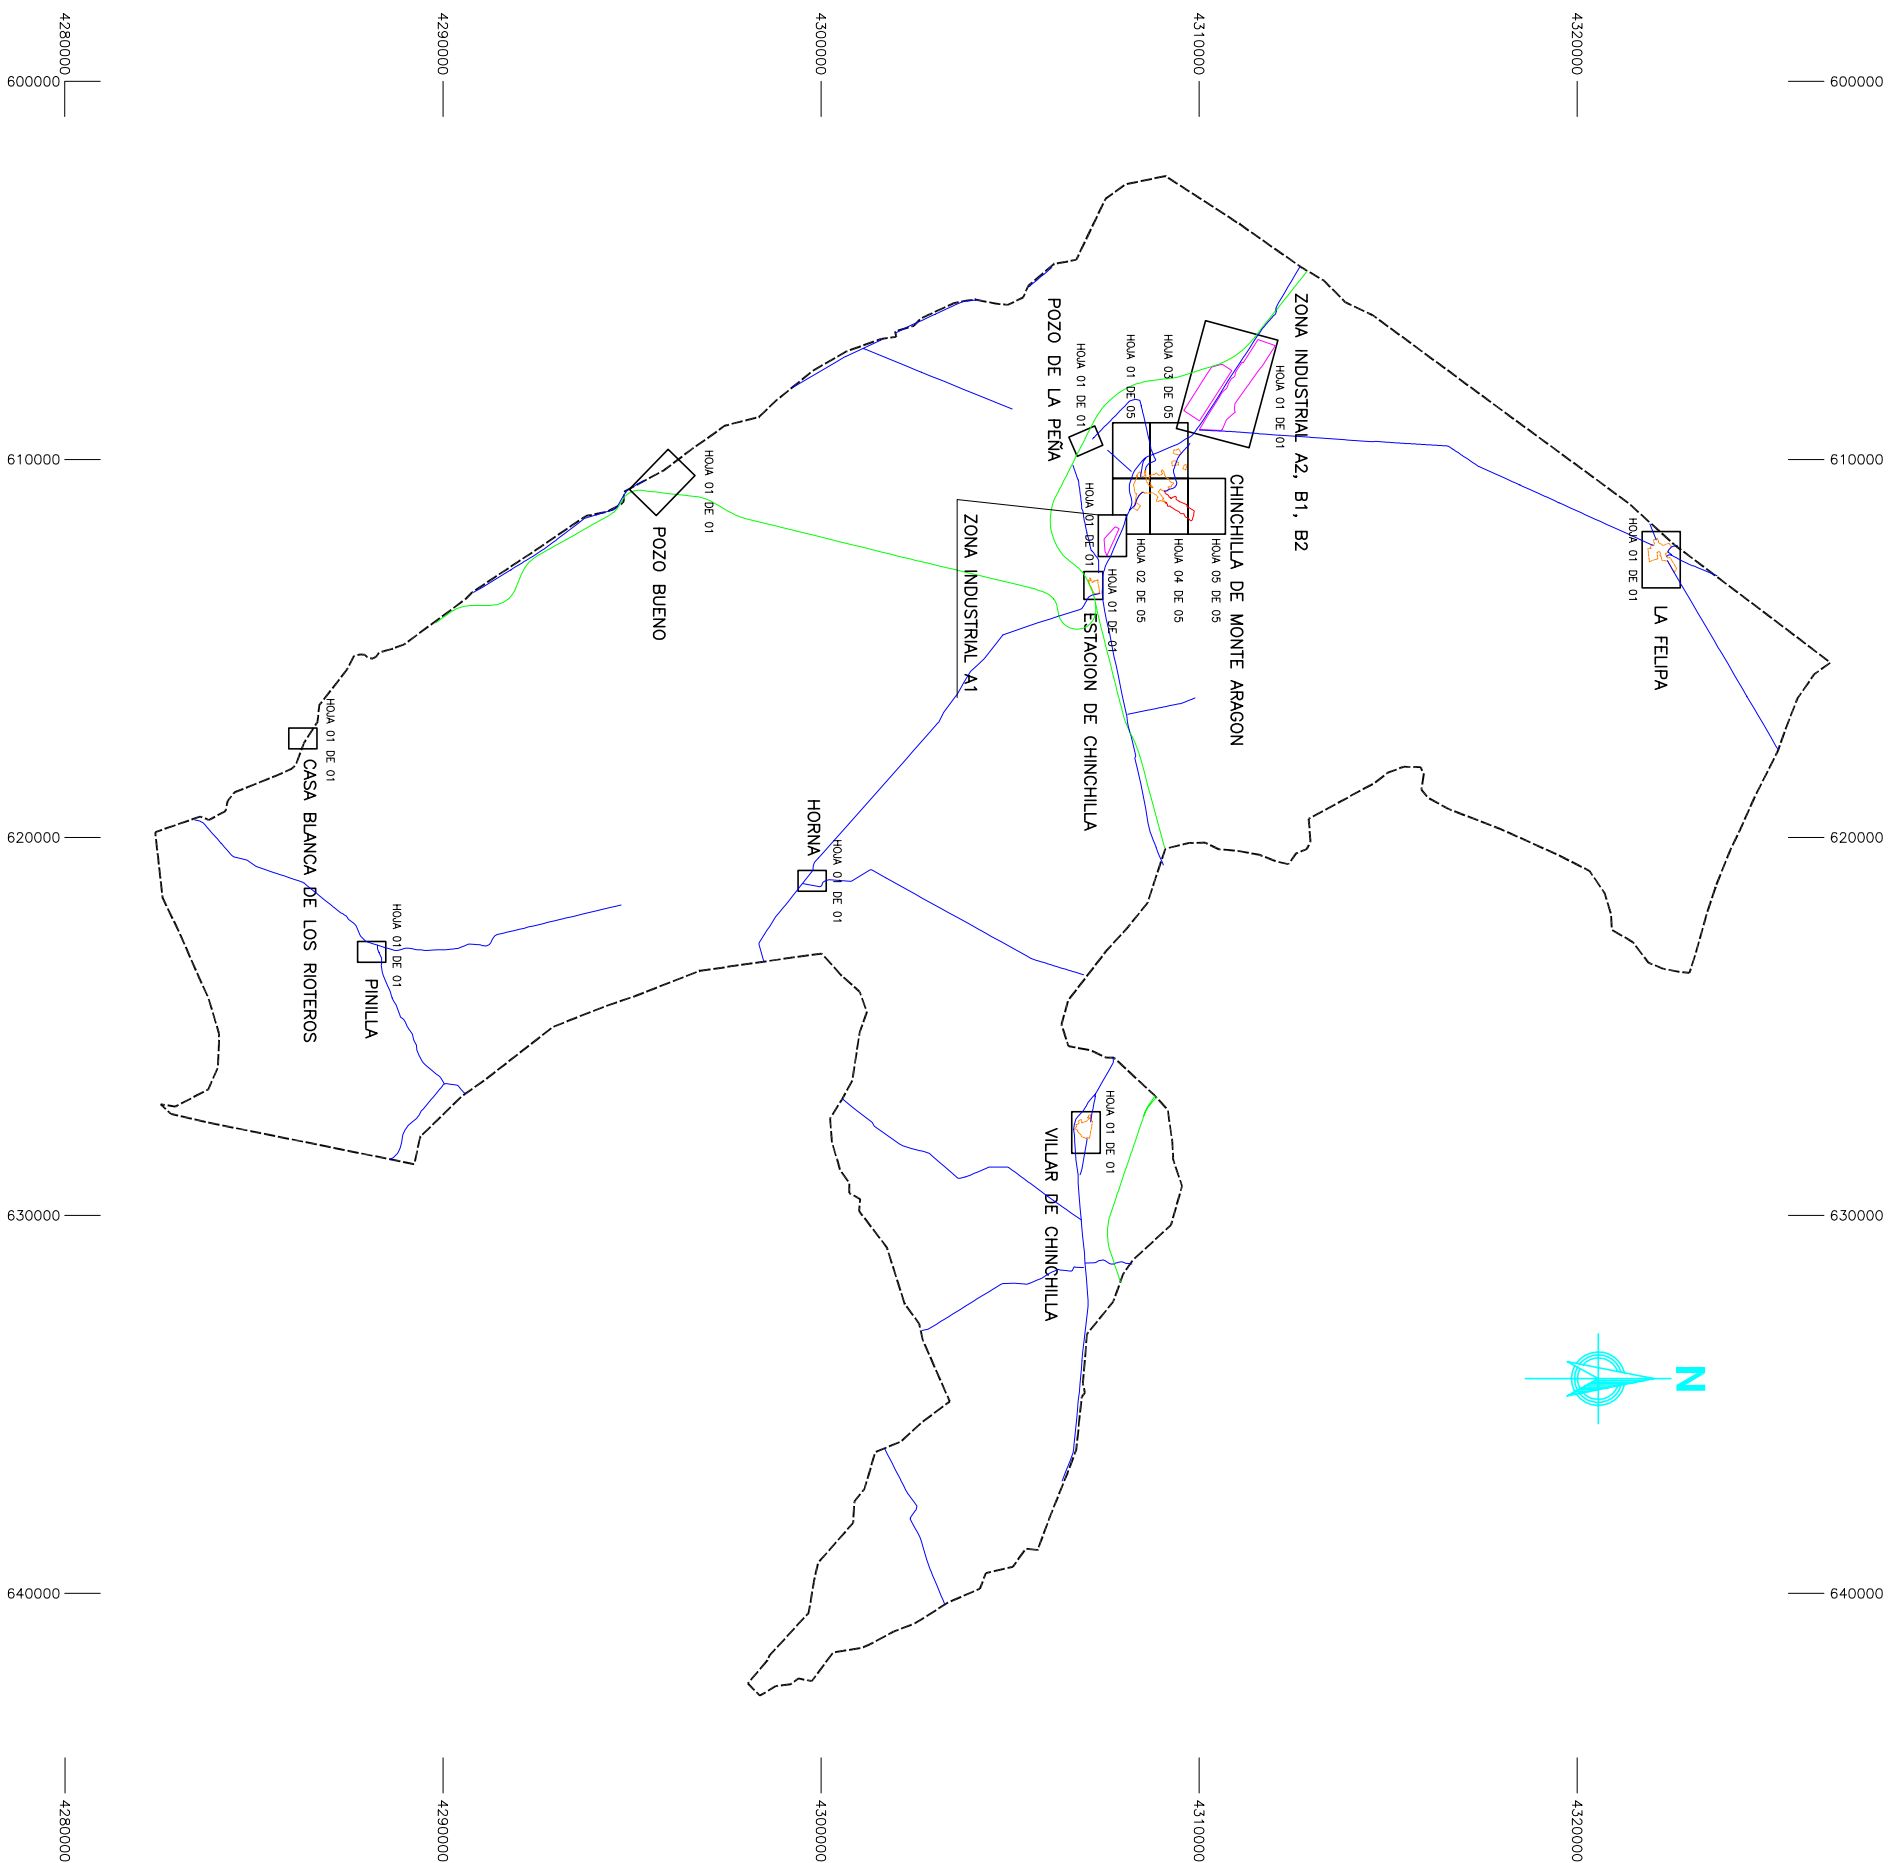 4280000
4290000
4300000
4310000
4320000
600000
600000
ZONA INDUSTRIAL A2, B1, B2
HOJA 01 DE 01
POZO DE LA PEÑA
HOJA 01 DE 01
HOJA 01 DE 05
HOJA 03 DE 05
610000
610000
CHINCHILLA DE MONTE ARAGON
HOJA 02 DE 05
HOJA 04 DE 05
HOJA 05 DE 05
HOJA 01 DE 01
ZONA INDUSTRIAL A1
HOJA 01 DE 01
ESTACION DE CHINCHILLA
HOJA 01 DE 01
LA FELIPA
HOJA 01 DE 01
POZO BUENO
HOJA 01 DE 01
CASA BLANCA DE LOS RIOTEROS
HORNA
HOJA 01 DE 01
620000
620000
HOJA 01 DE 01
PINILLA
HOJA 01 DE 01
VILLAR DE CHINCHILLA
630000
630000
N
640000
640000
4280000
4290000
4300000
4310000
4320000